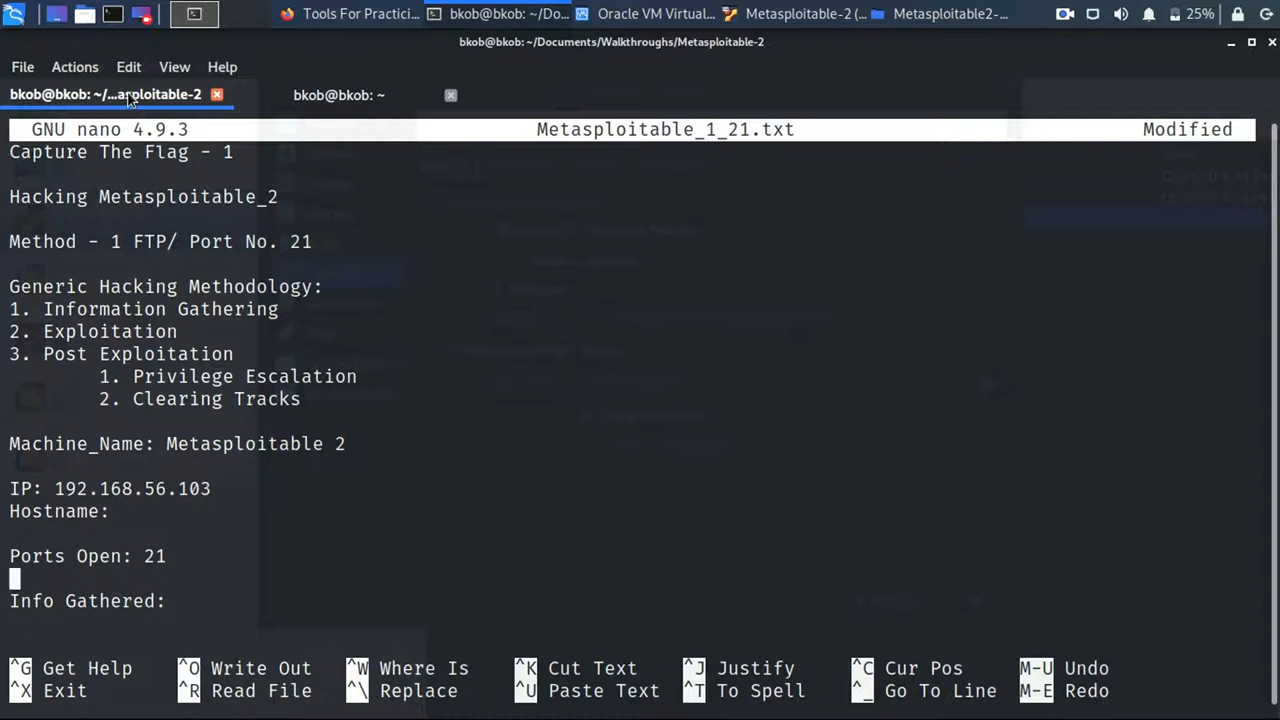 Tools For Practici...
bkob@bkob: ~/Do...
Oracle VM Virtual...
Metasploitable-2 (...
Metasploitable2-...
25%
bkob@bkob: ~/Documents/Walkthroughs/Metasploitable-2
File Actions Edit View Help
bkob@bkob: ~/...asploitable-2
bkob@bkob: ~
GNU nano 4.9.3 Metasploitable_1_21.txt Modified
Capture The Flag - 1
Hacking Metasploitable_2
Method - 1 FTP/ Port No. 21
Generic Hacking Methodology:
1. Information Gathering
2. Exploitation
3. Post Exploitation
1. Privilege Escalation
2. Clearing Tracks
Machine_Name: Metasploitable 2
IP: 192.168.56.103
Hostname:
Ports Open: 21
Info Gathered:
^G Get Help ^O Write Out ^W Where Is ^K Cut Text ^J Justify ^C Cur Pos M-U Undo
^X Exit ^R Read File ^\ Replace ^U Paste Text ^T To Spell ^_ Go To Line M-E Redo